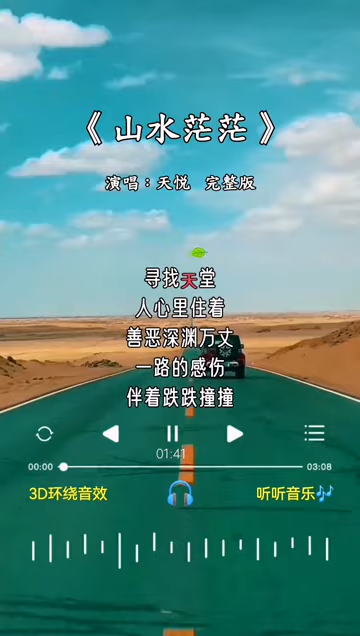 《山水茫茫》
演唱：天悦 完整版
寻找天堂
人心里住着
善恶深渊万丈
一路的感伤
伴着跌跌撞撞
01:41
00:00 03:08
3D环绕音效 听听音乐